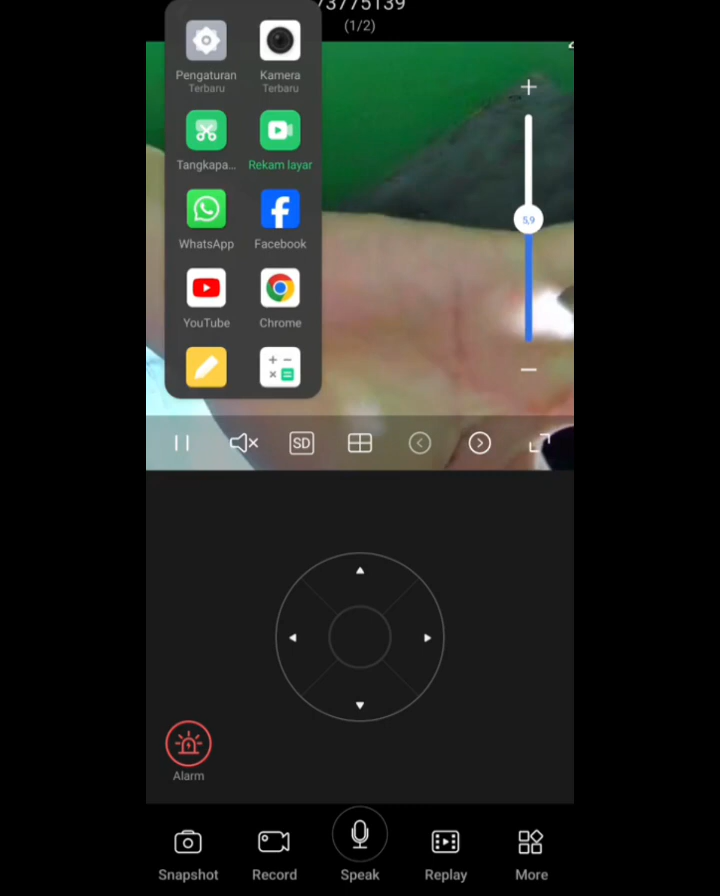 73775139
(1/2)
Pengaturan Kamera
Terbaru Terbaru
Tangkapa... Rekam layar
WhatsApp Facebook
YouTube Chrome
5,9
SD
Alarm
Snapshot Record Speak Replay More